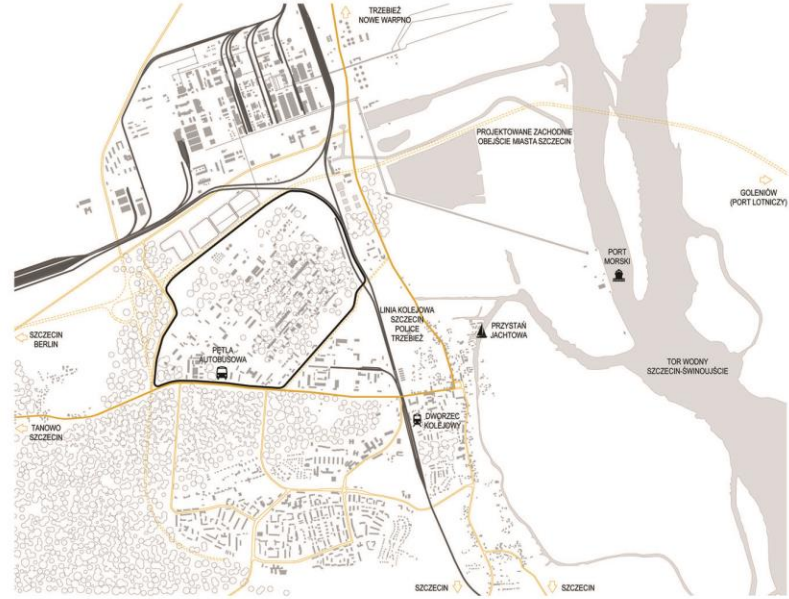 TRZEBIEŻ
NOWE WARPNO
PROJEKTOWANE ZACHODNIE
OBEJŚCIE MIASTA SZCZECIN
GOLENIÓW
(PORT LOTNICZY)
PORT
MORSKI
LINIA KOLEJOWA
SZCZECIN
POLICE
TRZEBIEŻ
PRZYSTAŃ
JACHTOWA
SZCZECIN
BERLIN
PĘTLA
AUTOBUSOWA
TOR WODNY
SZCZECIN-ŚWINOUJŚCIE
DWORZEC
KOLEJOWY
TANOWO
SZCZECIN
SZCZECIN
SZCZECIN